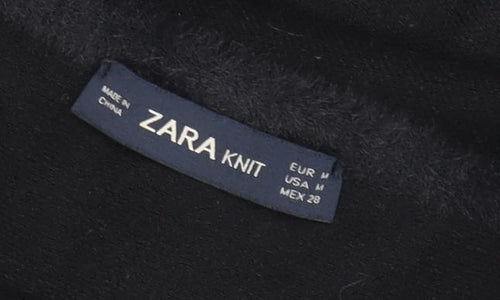 MADE IN
CHINA
ZARA KNIT
EUR M
USA M
MEX 28